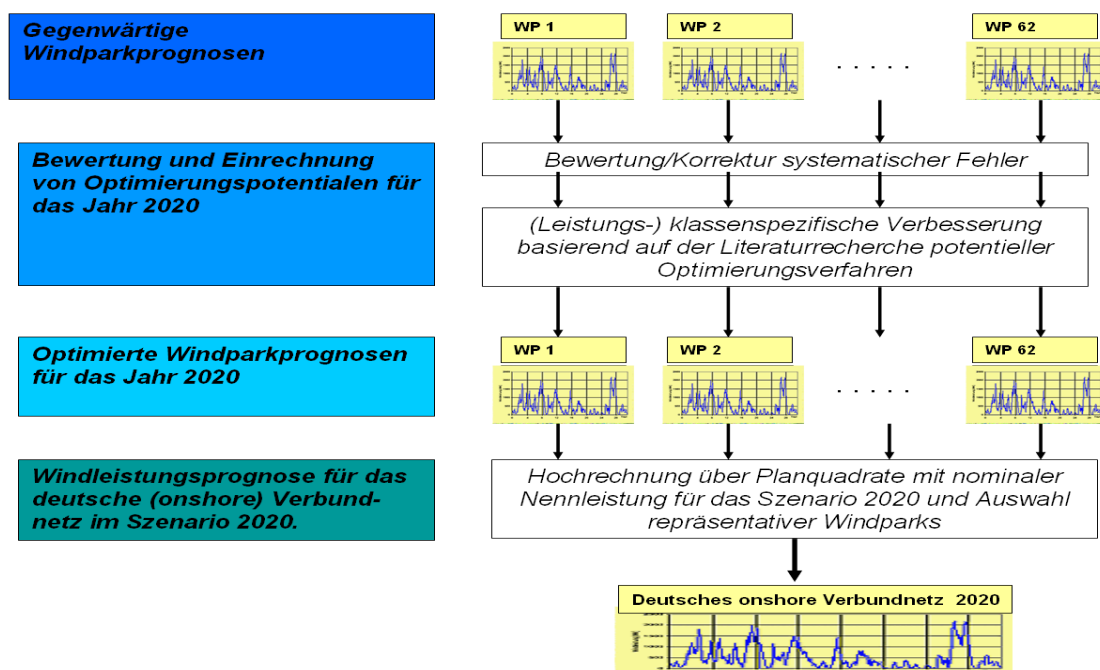 Gegenwärtige
Windparkprognosen
WP 1
WP 2
WP 62
. . . . .
Bewertung und Einrechnung
von Optimierungspotentialen für
das Jahr 2020
Bewertung/Korrektur systematischer Fehler
(Leistungs-) klassenspezifische Verbesserung
basierend auf der Literaturrecherche potentieller
Optimierungsverfahren
Optimierte Windparkprognosen
für das Jahr 2020
WP 1
WP 2
WP 62
. . . . .
Windleistungsprognose für das
deutsche (onshore) Verbund-
netz im Szenario 2020.
Hochrechnung über Planquadrate mit nominaler
Nennleistung für das Szenario 2020 und Auswahl
repräsentativer Windparks
Deutsches onshore Verbundnetz 2020